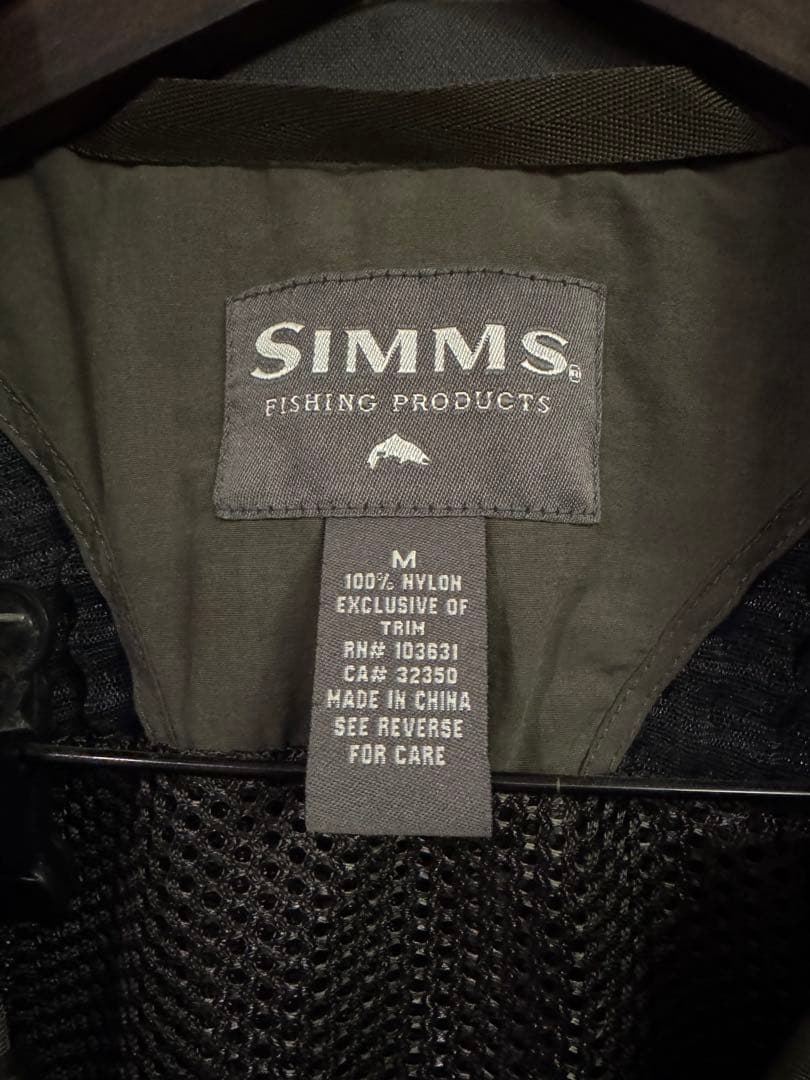 SIMMS®
FISHING PRODUCTS
M
100% NYLON
EXCLUSIVE OF
TRIM
RN# 103631
CA# 32350
MADE IN CHINA
SEE REVERSE
FOR CARE